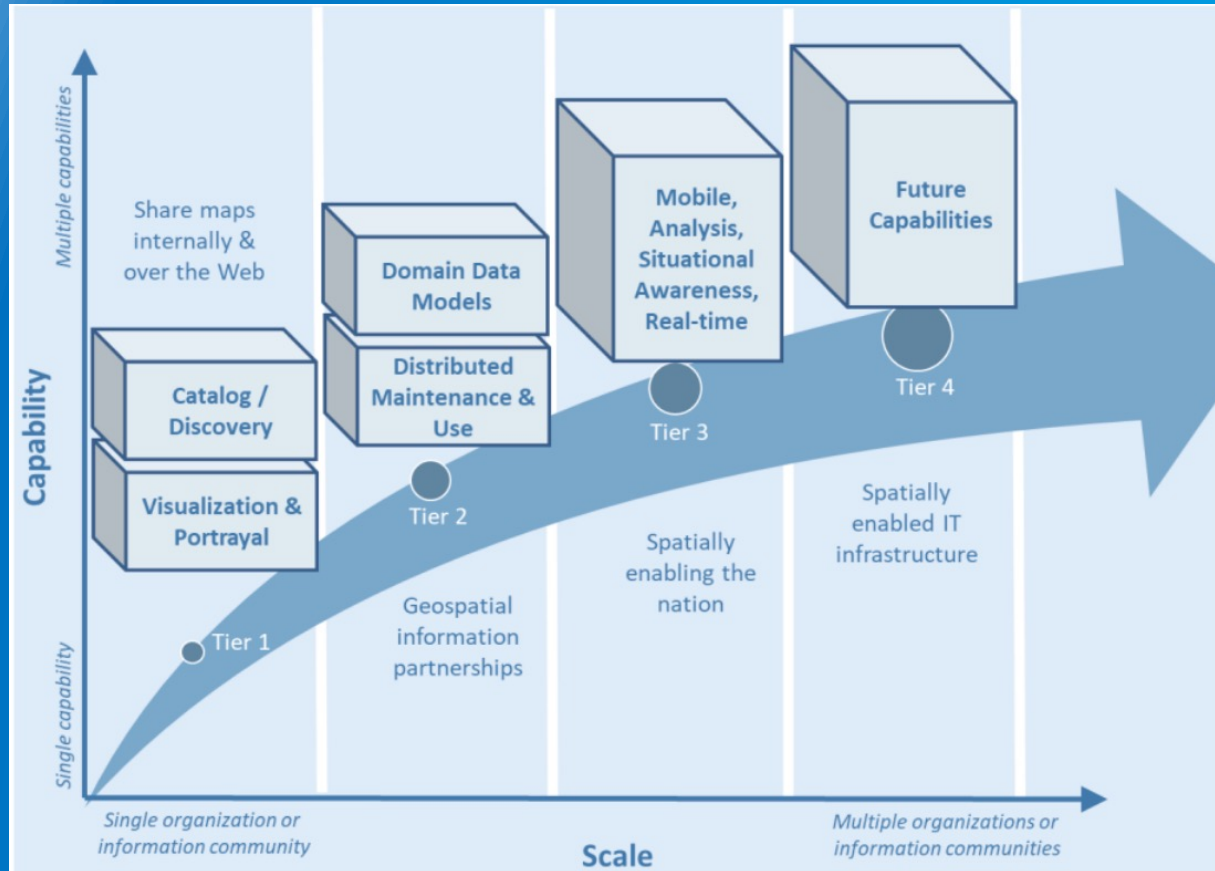 Multiple capabilities
Capability
Single capability
Share maps
internally &
over the Web
Catalog /
Discovery
Visualization &
Portrayal
Tier 1
Domain Data
Models
Distributed
Maintenance &
Use
Tier 2
Geospatial
information
partnerships
Mobile,
Analysis,
Situational
Awareness,
Real-time
Tier 3
Spatially
enabling the
nation
Future
Capabilities
Tier 4
Spatially
enabled IT
infrastructure
Single organization or
information community
Scale
Multiple organizations or
information communities